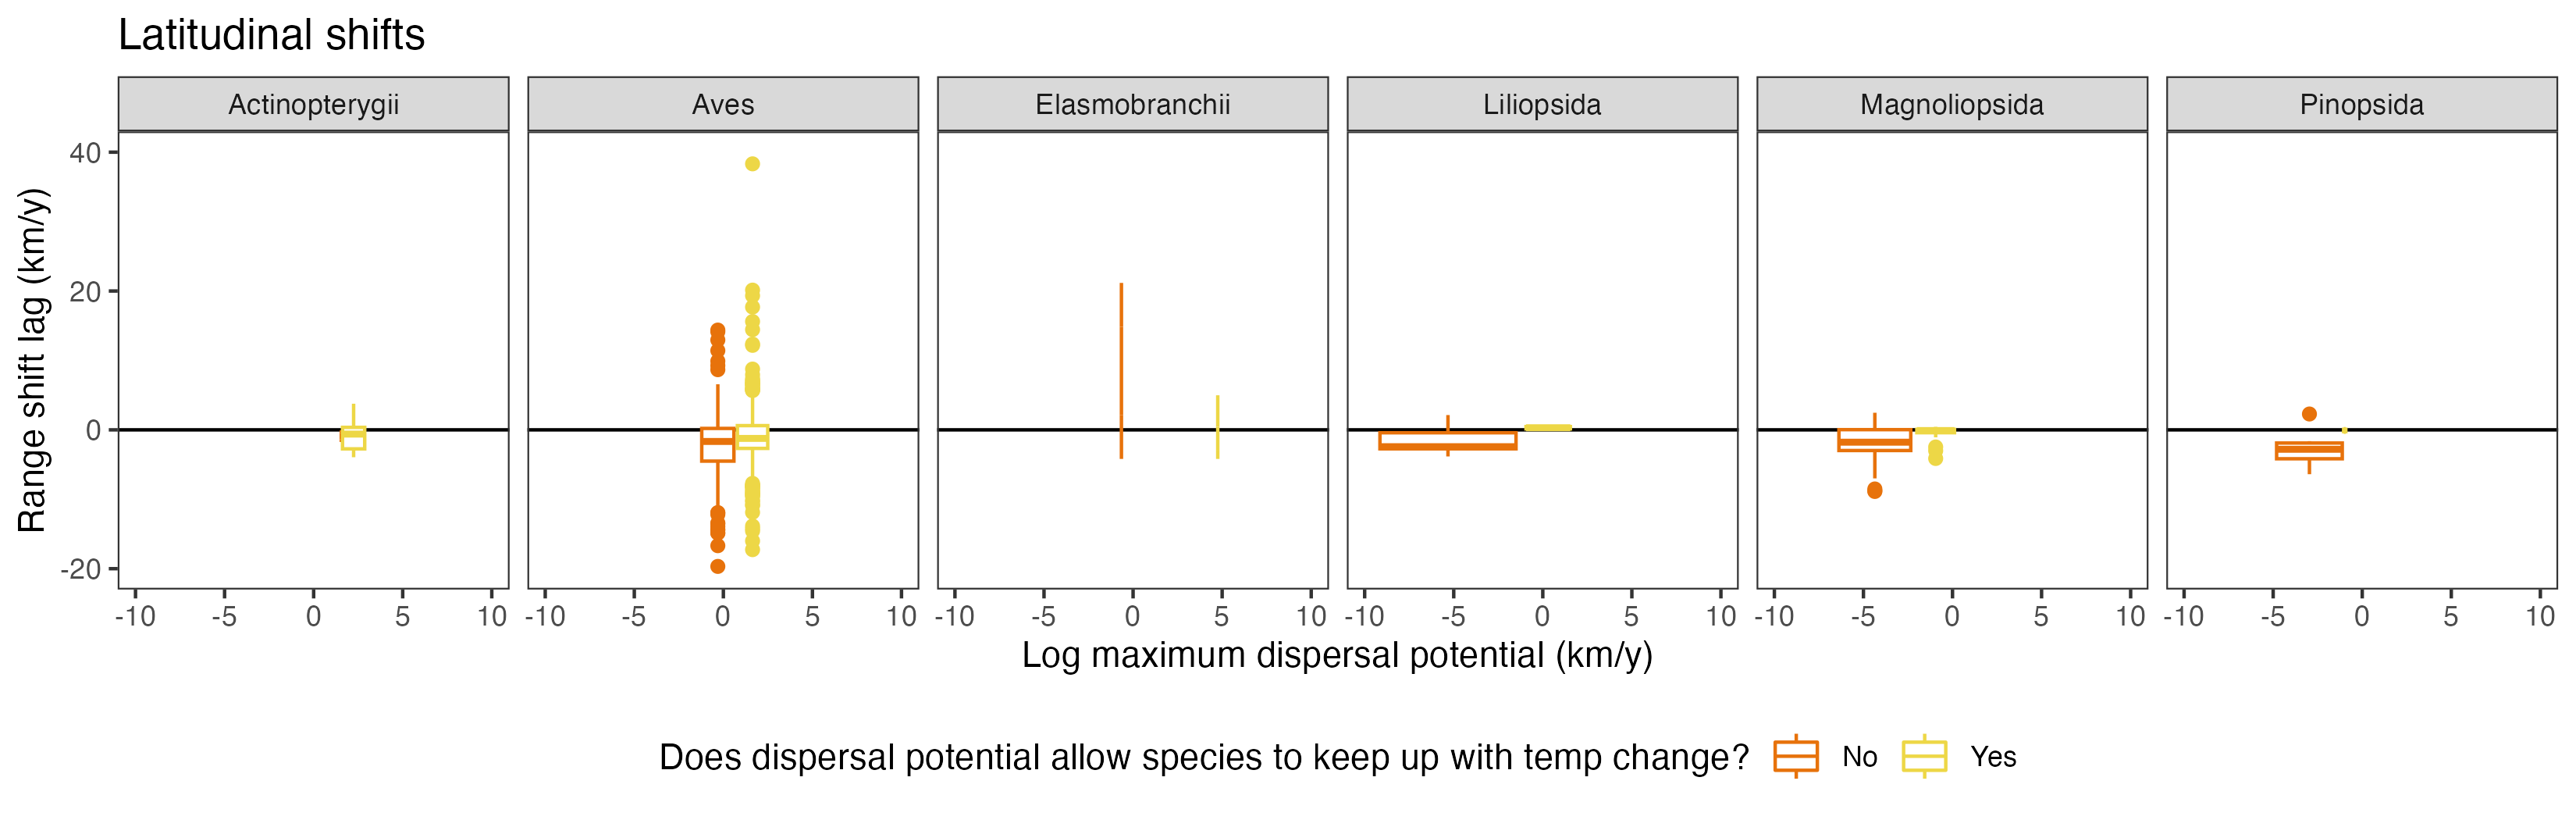 Latitudinal shifts
Actinopterygii Aves Elasmobranchii Liliopsida Magnoliopsida Pinopsida
Range shift lag (km/y)
40
20
0
-20
-10 -5 0 5 10 -10 -5 0 5 10 -10 -5 0 5 10 -10 -5 0 5 10 -10 -5 0 5 10 -10 -5 0 5 10
Log maximum dispersal potential (km/y)
Does dispersal potential allow species to keep up with temp change? No Yes